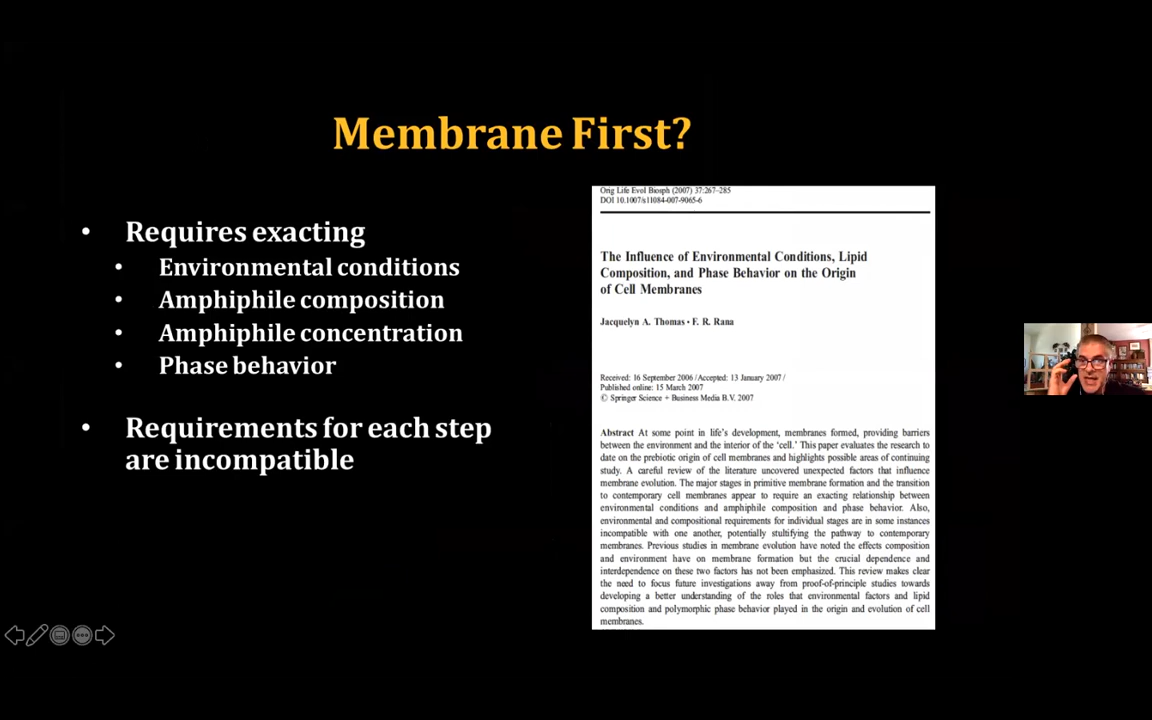 Membrane First?
• Requires exacting
• Environmental conditions
• Amphiphile composition
• Amphiphile concentration
• Phase behavior
• Requirements for each step
are incompatible
Orig Life Evol Biosph (2007) 37:267–285
DOI 10.1007/s11084-007-9065-6
The Influence of Environmental Conditions, Lipid
Composition, and Phase Behavior on the Origin
of Cell Membranes
Jacquelyn A. Thomas • F. R. Rana
Received: 16 September 2006 / Accepted: 13 January 2007 /
Published online: 15 March 2007
© Springer Science + Business Media B.V. 2007
Abstract At some point in life's development, membranes formed, providing barriers
between the environment and the interior of the 'cell.' This paper evaluates the research to
date on the prebiotic origin of cell membranes and highlights possible areas of continuing
study. A careful review of the literature uncovered unexpected factors that influence
membrane evolution. The major stages in primitive membrane formation and the transition
to contemporary cell membranes appear to require an exacting relationship between
environmental conditions and amphiphile composition and phase behavior. Also,
environmental and compositional requirements for individual stages are in some instances
incompatible with one another, potentially stultifying the pathway to contemporary
membranes. Previous studies in membrane evolution have noted the effects composition
and environment have on membrane formation but the crucial dependence and
interdependence on these two factors has not been emphasized. This review makes clear
the need to focus future investigations away from proof-of-principle studies towards
developing a better understanding of the roles that environmental factors and lipid
composition and polymorphic phase behavior played in the origin and evolution of cell
membranes.